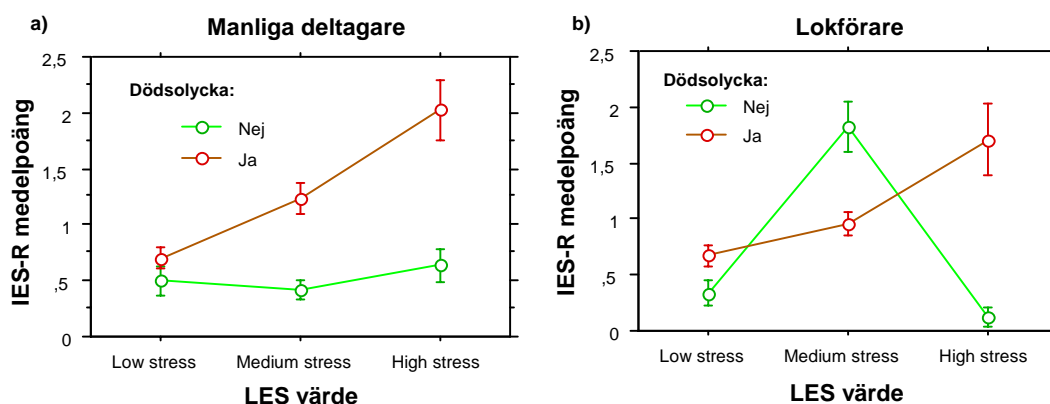 a)
Manliga deltagare
2,5
2
1,5
1
,5
0
IES-R medelpoäng
Dödsolycka:
Nej
Ja
Low stress Medium stress High stress
LES värde
b)
Lokförare
2,5
2
1,5
1
,5
0
IES-R medelpoäng
Dödsolycka:
Nej
Ja
Low stress Medium stress High stress
LES värde